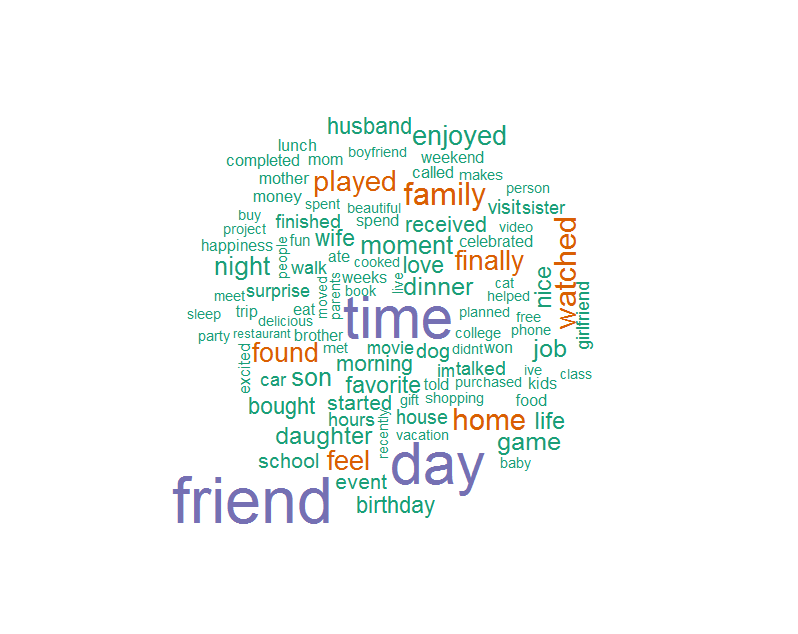 husband
enjoyed
lunch
boyfriend
completed
mom
weekend
mother
played
called
makes
money
family
person
spent
beautiful
visit
sister
buy
finished
spend
received
video
project
happiness
people
fun
wife
moment
celebrated
watched
night
walk
ate
cooked
love
finally
meet
surprise
moved
parents
weeks
book
live
dinner
cat
helped
nice
girlfriend
sleep
trip
delicious
eat
time
planned
free
party
restaurant
brother
college
phone
found
met
movie
dog
didnt
won
job
excited
car
son
morning
im
talked
favorite
told
purchased
ive
kids
class
bought
started
gift
shopping
food
hours
recently
house
home
life
daughter
vacation
game
school
feel
day
baby
friend
event
birthday